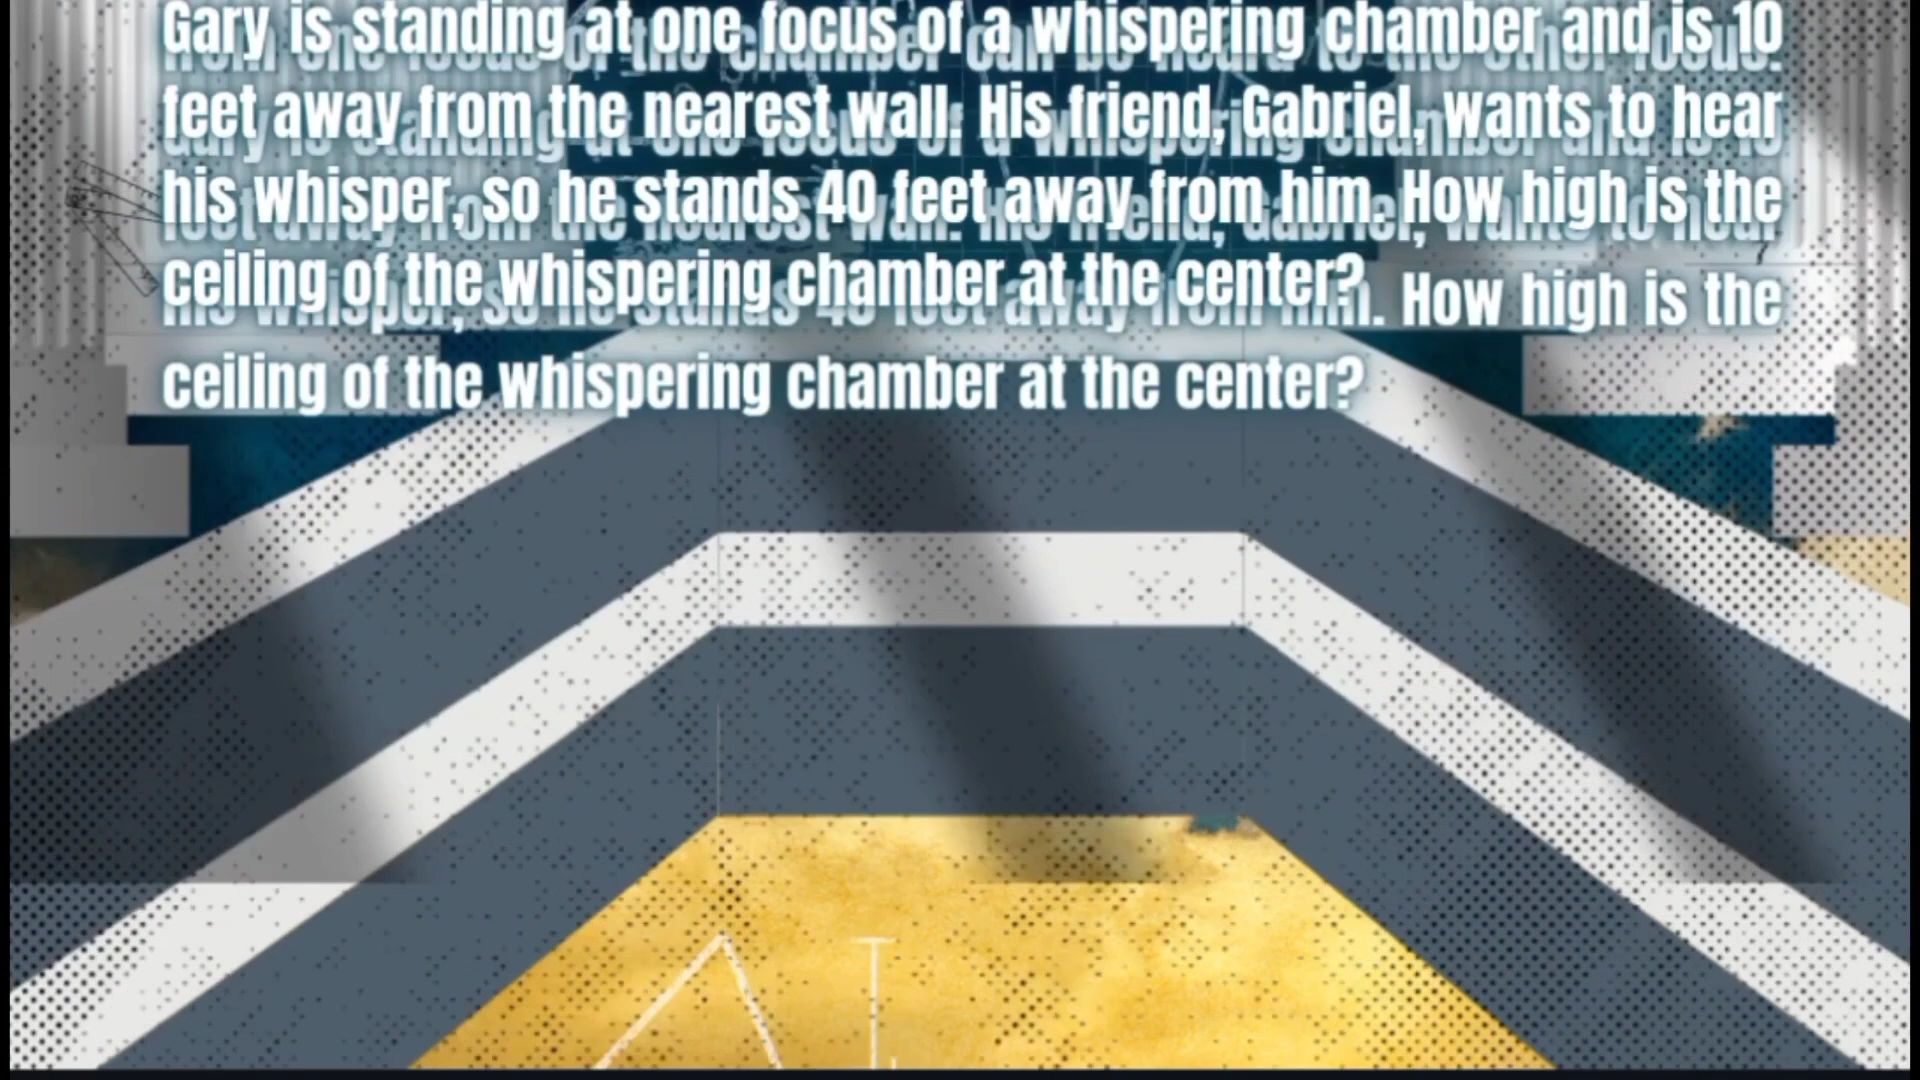 Gary is standing at one focus of a whispering chamber and is 10
feet away from the nearest wall. His friend, Gabriel, wants to hear
his whisper, so he stands 40 feet away from him. How high is the
ceiling of the whispering chamber at the center?
How high is the
ceiling of the whispering chamber at the center?